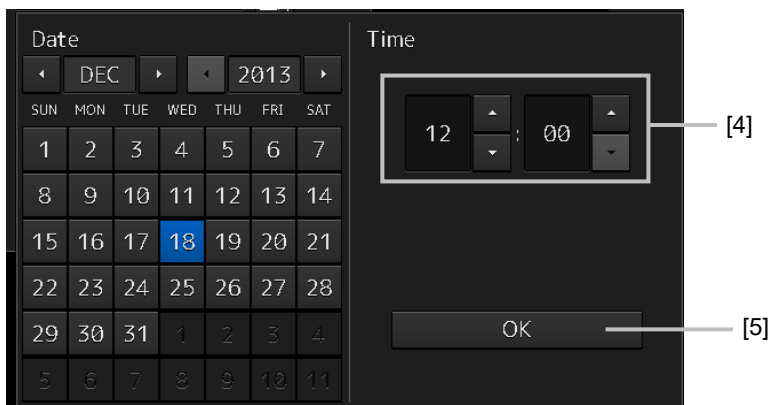 Date
DEC 2013
SUN MON TUE WED THU FRI SAT
1 2 3 4 5 6 7
8 9 10 11 12 13 14
15 16 17 18 19 20 21
22 23 24 25 26 27 28
29 30 31 1 2 3 4
5 6 7 8 9 10 11
Time
12 : 00
[4]
OK
[5]